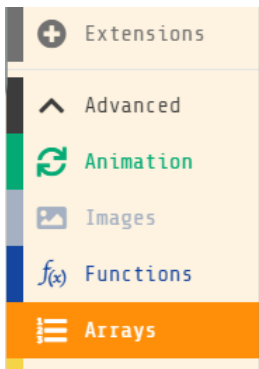 Extensions
Advanced
Animation
Images
f(x) Functions
Arrays